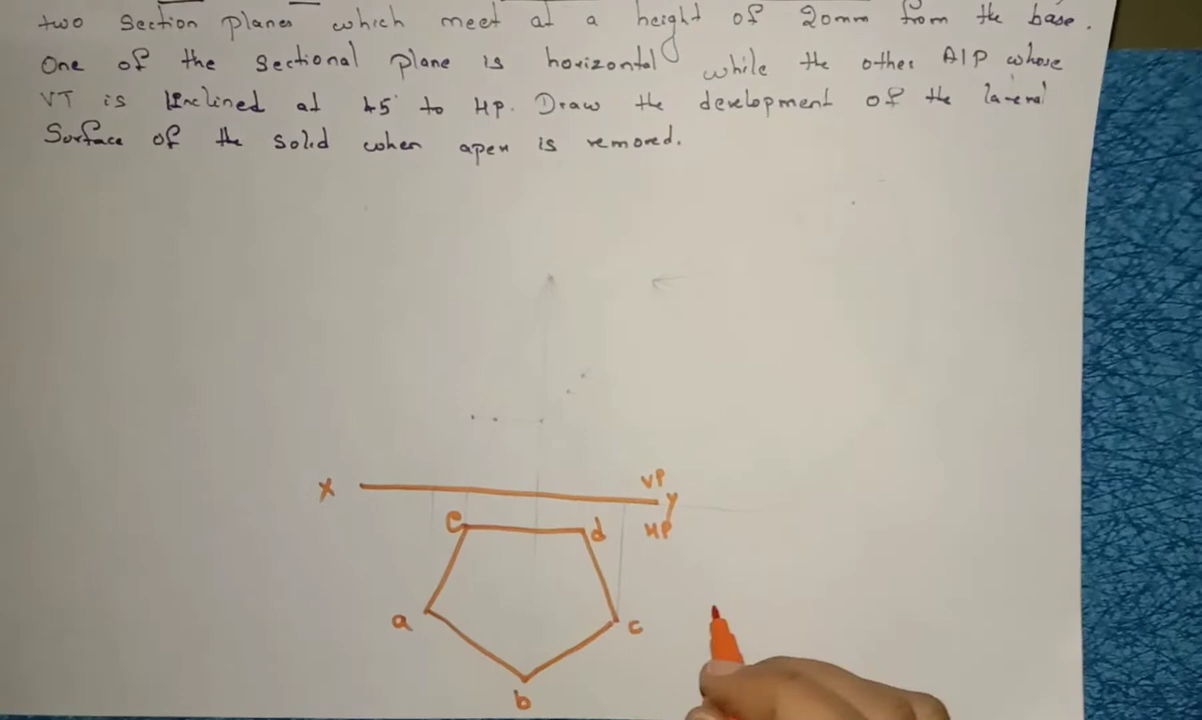 two Section Planes which meet at a height of 20mm from the base.
One of the Sectional Plane is horizontal while the other AIP whose
VT is Inclined at 45° to HP. Draw the development of the lateral
Surface of the Solid when apex is removed.
X
VP
Y
HP
e
d
a
c
b